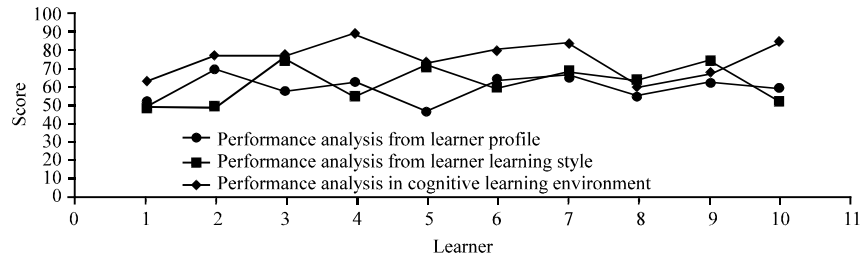 100
90
80
70
60
50
40
30
20
10
0
Score
Performance analysis from learner profile
Performance analysis from learner learning style
Performance analysis in cognitive learning environment
0 1 2 3 4 5 6 7 8 9 10 11
Learner